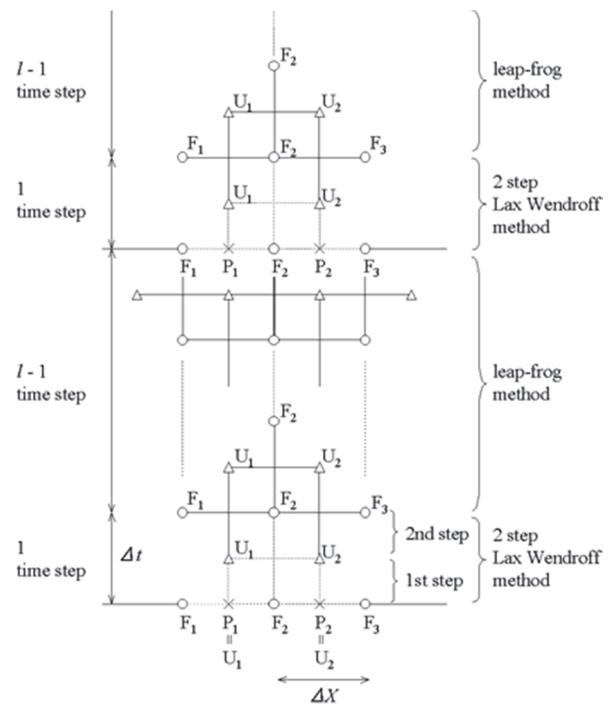 F2
l - 1
time step
leap-frog
method
U1 U2
F1 F2 F3
1
time step
U1 U2
2 step
Lax Wendroff
method
F1 P1 F2 P2 F3
l - 1
time step
leap-frog
method
F2
U1 U2
F1 F2 F3
2nd step
1
time step
Δt
U1 U2
2 step
Lax Wendroff
method
1st step
F1 P1 F2 P2 F3
= =
U1 U2
ΔX